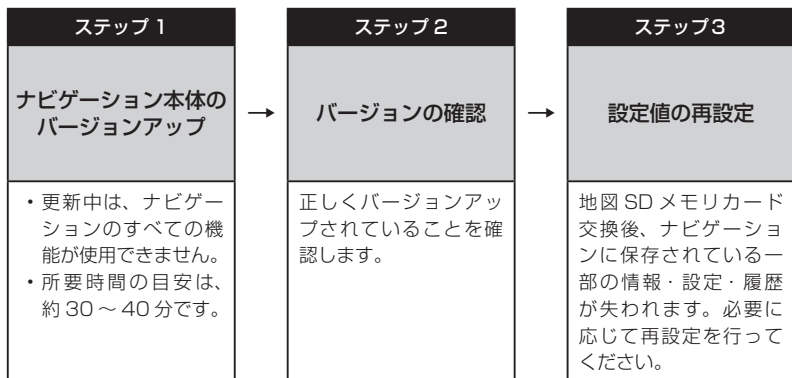 ステップ 1
ナビゲーション本体の
バージョンアップ
・更新中は、ナビゲー
ションのすべての機
能が使用できません。
・所要時間の目安は、
約 30 ～ 40 分です。
→
ステップ 2
バージョンの確認
正しくバージョンアッ
プされていることを確
認します。
→
ステップ3
設定値の再設定
地図 SD メモリカード
交換後、ナビゲーショ
ンに保存されている一
部の情報・設定・履歴
が失われます。必要に
応じて再設定を行って
ください。